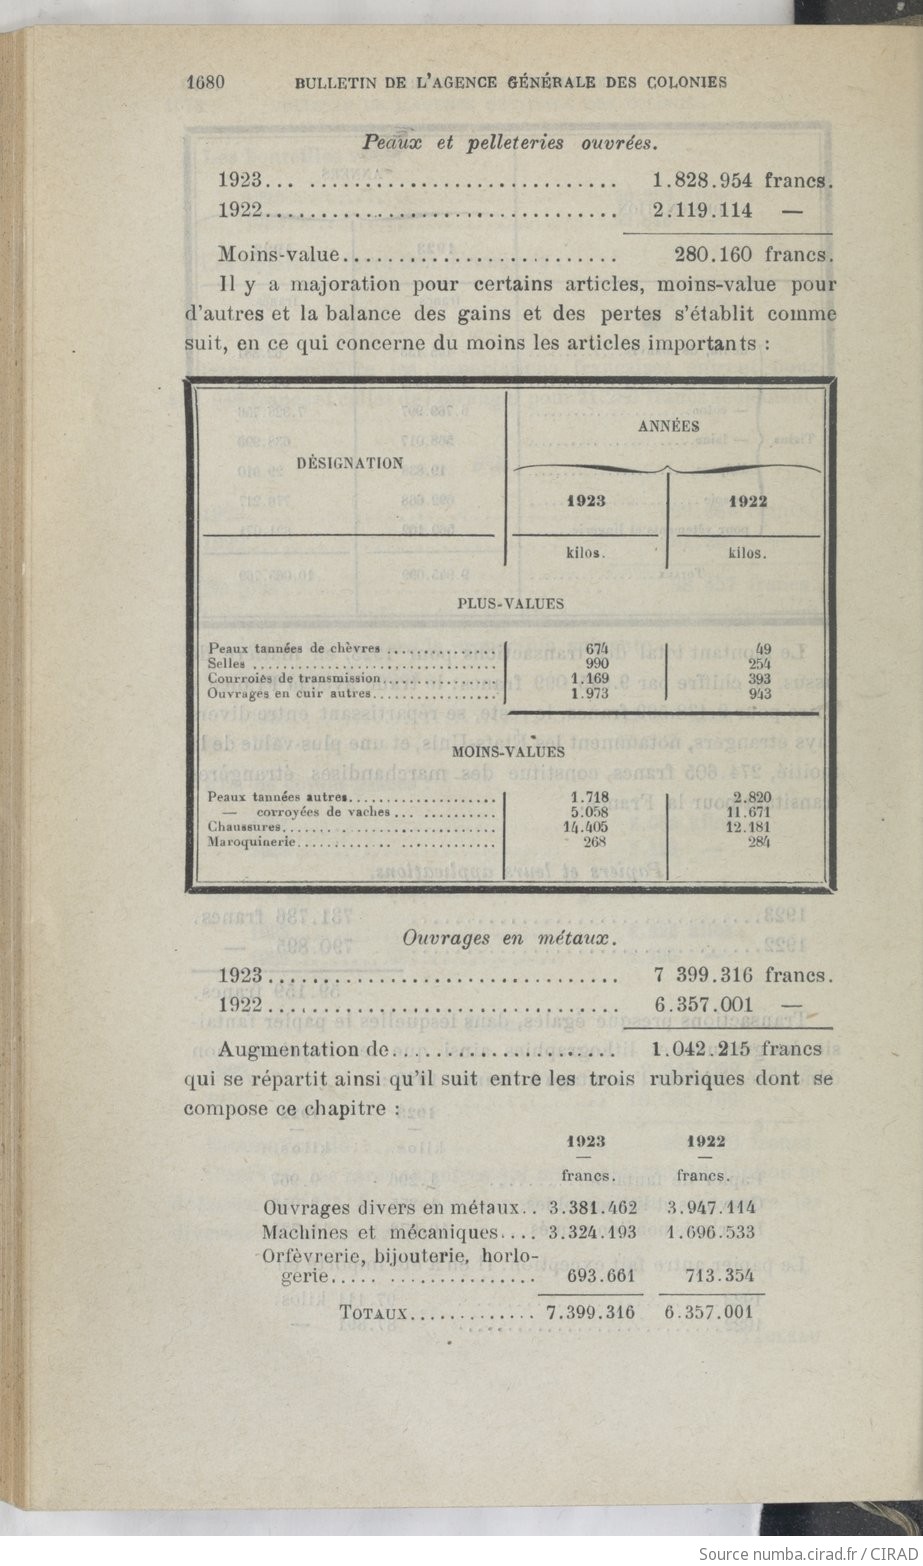 1680 BULLETIN DE L'AGENCE GÉNÉRALE DES COLONIES
Peaux et pelleteries ouvrées.
1923... ............................ 1.828.954 francs.
1922................................ 2.119.114 —
Moins-value......................... 280.160 francs.
Il y a majoration pour certains articles, moins-value pour
d'autres et la balance des gains et des pertes s'établit comme
suit, en ce qui concerne du moins les articles importants :
DÉSIGNATION ANNÉES
1923 1922
kilos. kilos.
PLUS-VALUES
Peaux tannées de chèvres ............... 674 49
Selles ................................. 990 254
Courroies de transmission............... 1.169 393
Ouvrages en cuir autres................. 1.973 943
MOINS-VALUES
Peaux tannées autres.................... 1.718 2.820
— corroyées de vaches ... .......... 5.058 11.671
Chaussures....... . .................... 14.405 12.181
Maroquinerie........... .. ............. 268 284
Ouvrages en métaux.
1923................................ 7 399.316 francs.
1922................................ 6.357.001 —
Augmentation de..................... 1.042.215 francs
qui se répartit ainsi qu'il suit entre les trois rubriques dont se
compose ce chapitre :
1923 1922
francs. francs.
Ouvrages divers en métaux.. 3.381.462 3.947.114
Machines et mécaniques.... 3.324.193 1.696.533
Orfèvrerie, bijouterie, horlo-
gerie..... .............. 693.661 713.354
TOTAUX............. 7.399.316 6.357.001
Source numba.cirad.fr / CIRAD